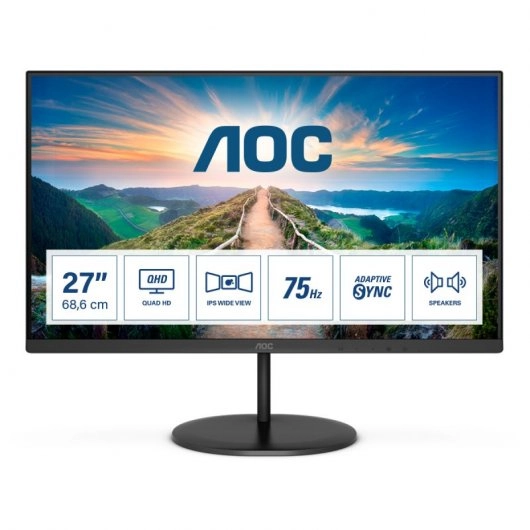 AOC
27"
68,6 cm
QHD
QUAD HD
IPS WIDE VIEW
75Hz
ADAPTIVE
SYNC
SPEAKERS
AOC